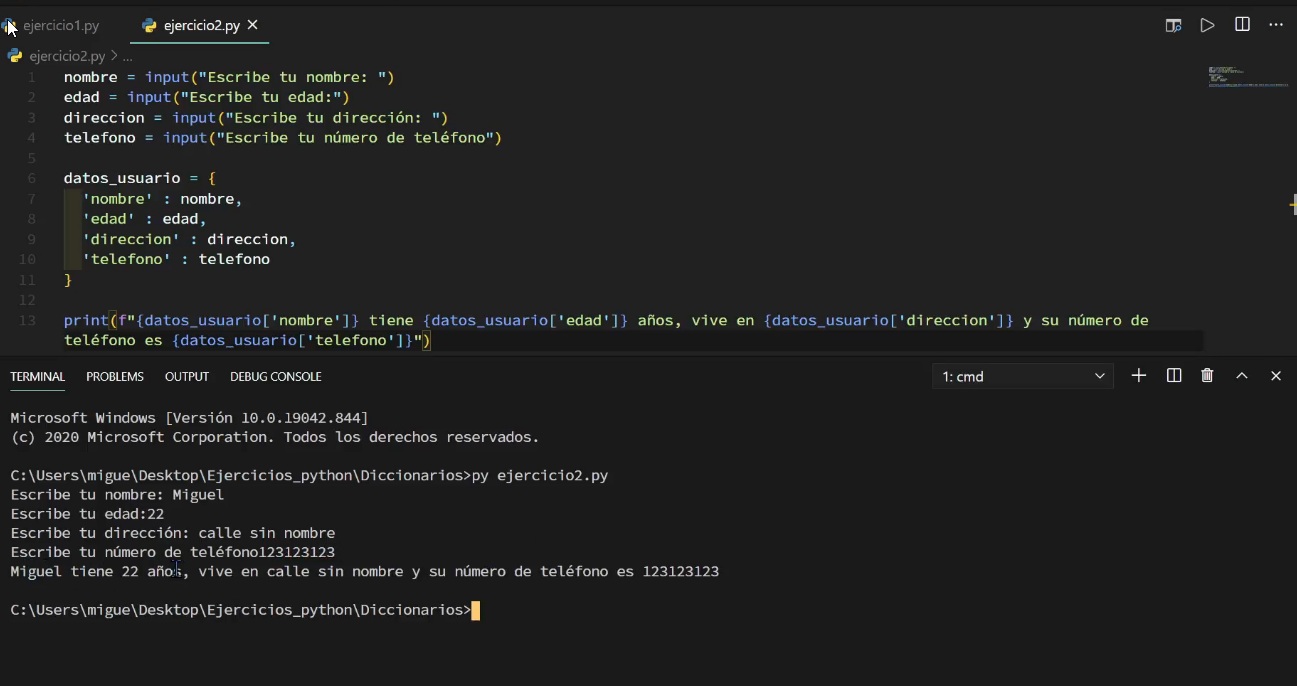 ejercicio1.py ejercicio2.py
ejercicio2.py > ...
1 nombre = input("Escribe tu nombre: ")
2 edad = input("Escribe tu edad:")
3 direccion = input("Escribe tu dirección: ")
4 telefono = input("Escribe tu número de teléfono")
5
6 datos_usuario = {
7 'nombre' : nombre,
8 'edad' : edad,
9 'direccion' : direccion,
10 'telefono' : telefono
11 }
12
13 print(f"{datos_usuario['nombre']} tiene {datos_usuario['edad']} años, vive en {datos_usuario['direccion']} y su número de
teléfono es {datos_usuario['telefono']}")
TERMINAL PROBLEMS OUTPUT DEBUG CONSOLE 1: cmd
Microsoft Windows [Versión 10.0.19042.844]
(c) 2020 Microsoft Corporation. Todos los derechos reservados.
C:\Users\migue\Desktop\Ejercicios_python\Diccionarios>py ejercicio2.py
Escribe tu nombre: Miguel
Escribe tu edad:22
Escribe tu dirección: calle sin nombre
Escribe tu número de teléfono123123123
Miguel tiene 22 años, vive en calle sin nombre y su número de teléfono es 123123123
C:\Users\migue\Desktop\Ejercicios_python\Diccionarios>